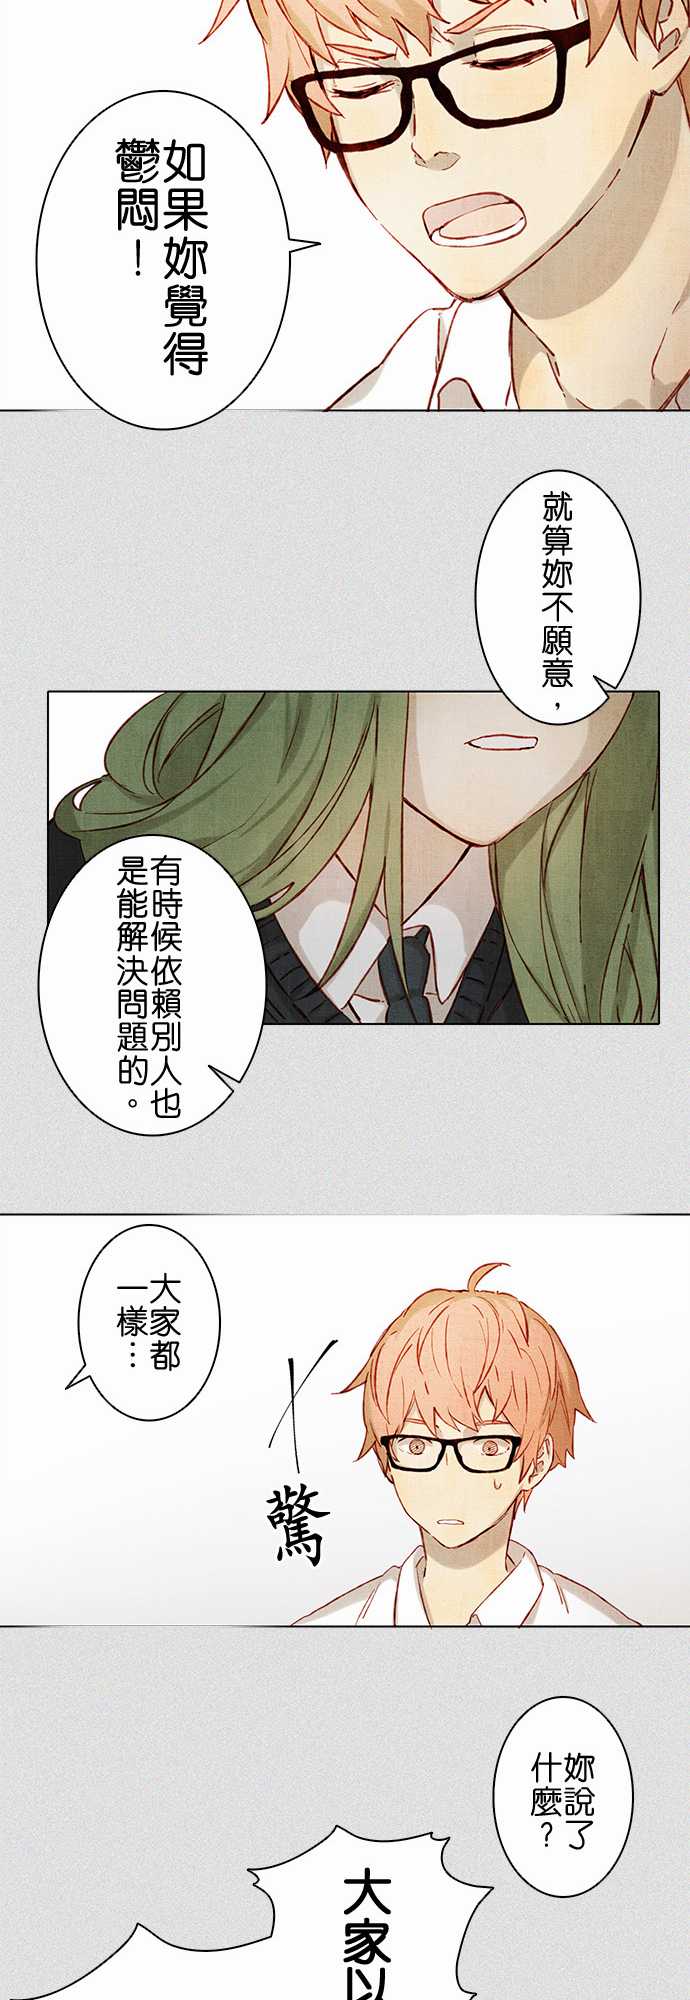 如果妳覺得
鬱悶！
就算妳不願意，
有時候依賴別人也
是能解決問題的。
大家都
一樣…
驚
妳說了
什麼？
大家以